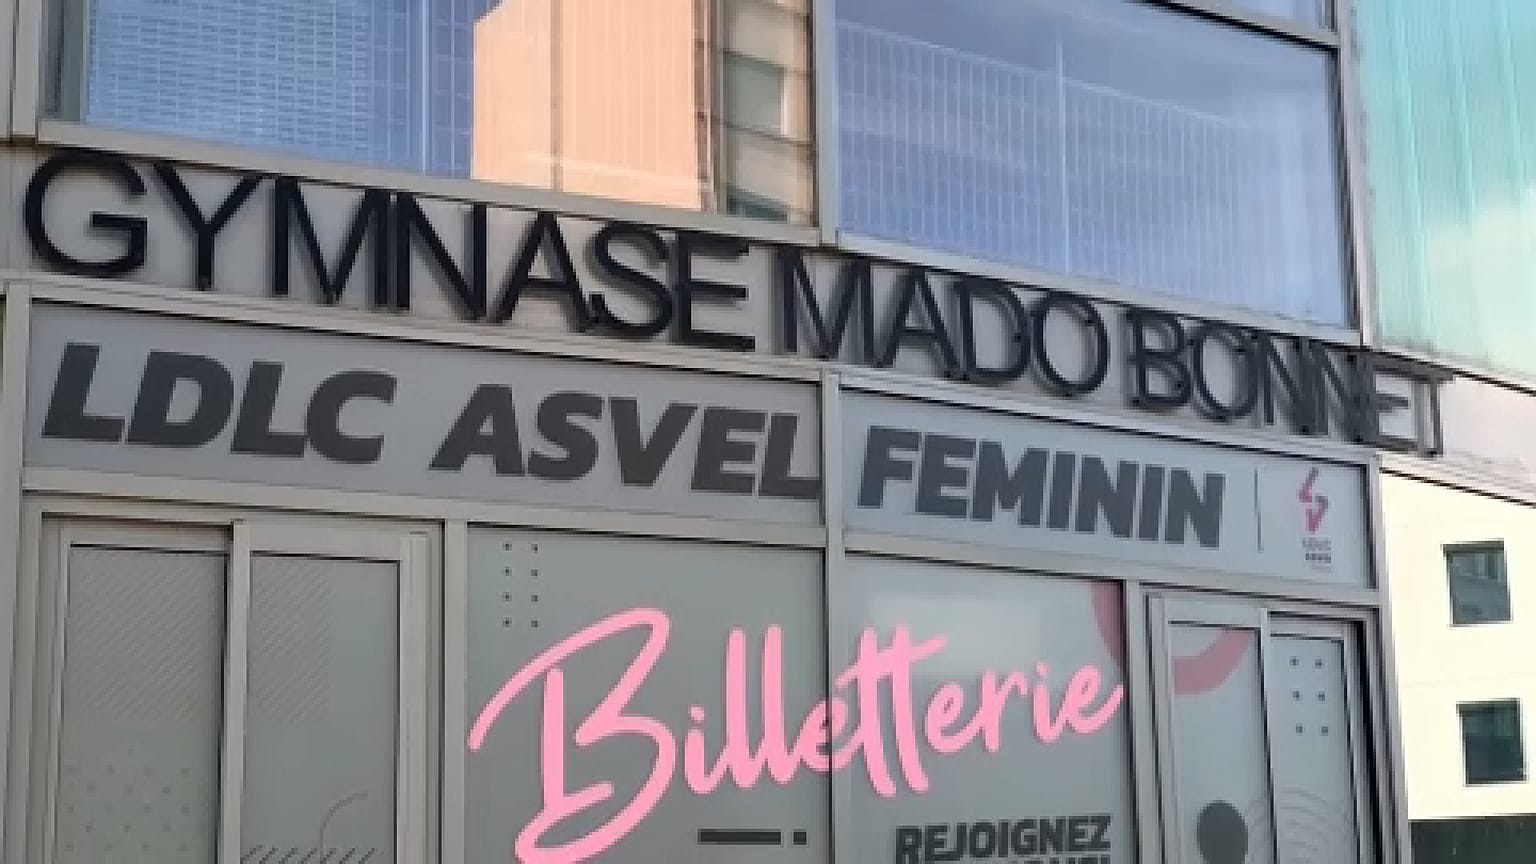 GYMNASE MADO BONNET
LDLC ASVEL FEMININ
Billetterie
REJOIGNEZ